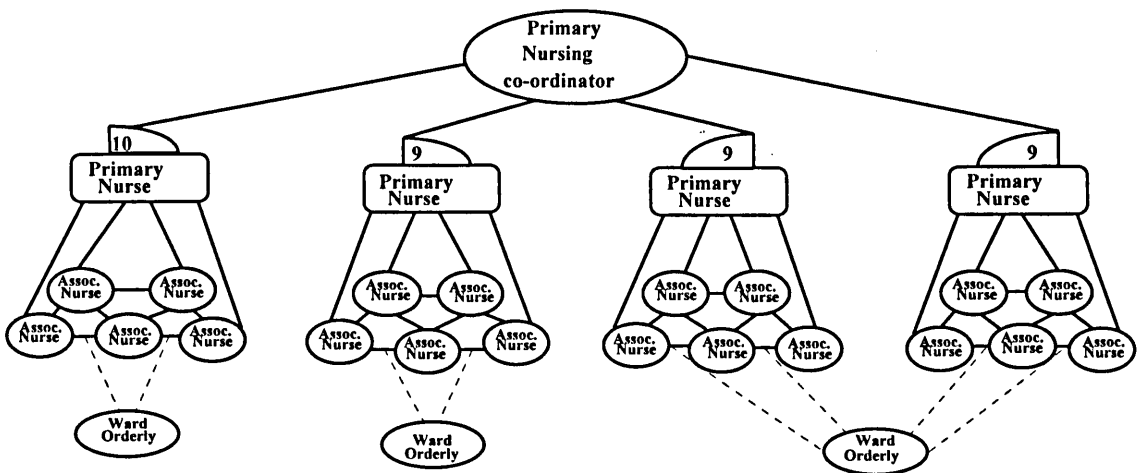 Primary
Nursing
co-ordinator
10
Primary
Nurse
9
Primary
Nurse
9
Primary
Nurse
9
Primary
Nurse
Assoc.
Nurse
Assoc.
Nurse
Assoc.
Nurse
Assoc.
Nurse
Assoc.
Nurse
Assoc.
Nurse
Assoc.
Nurse
Assoc.
Nurse
Assoc.
Nurse
Assoc.
Nurse
Assoc.
Nurse
Assoc.
Nurse
Assoc.
Nurse
Assoc.
Nurse
Assoc.
Nurse
Assoc.
Nurse
Assoc.
Nurse
Assoc.
Nurse
Assoc.
Nurse
Assoc.
Nurse
Ward
Orderly
Ward
Orderly
Ward
Orderly